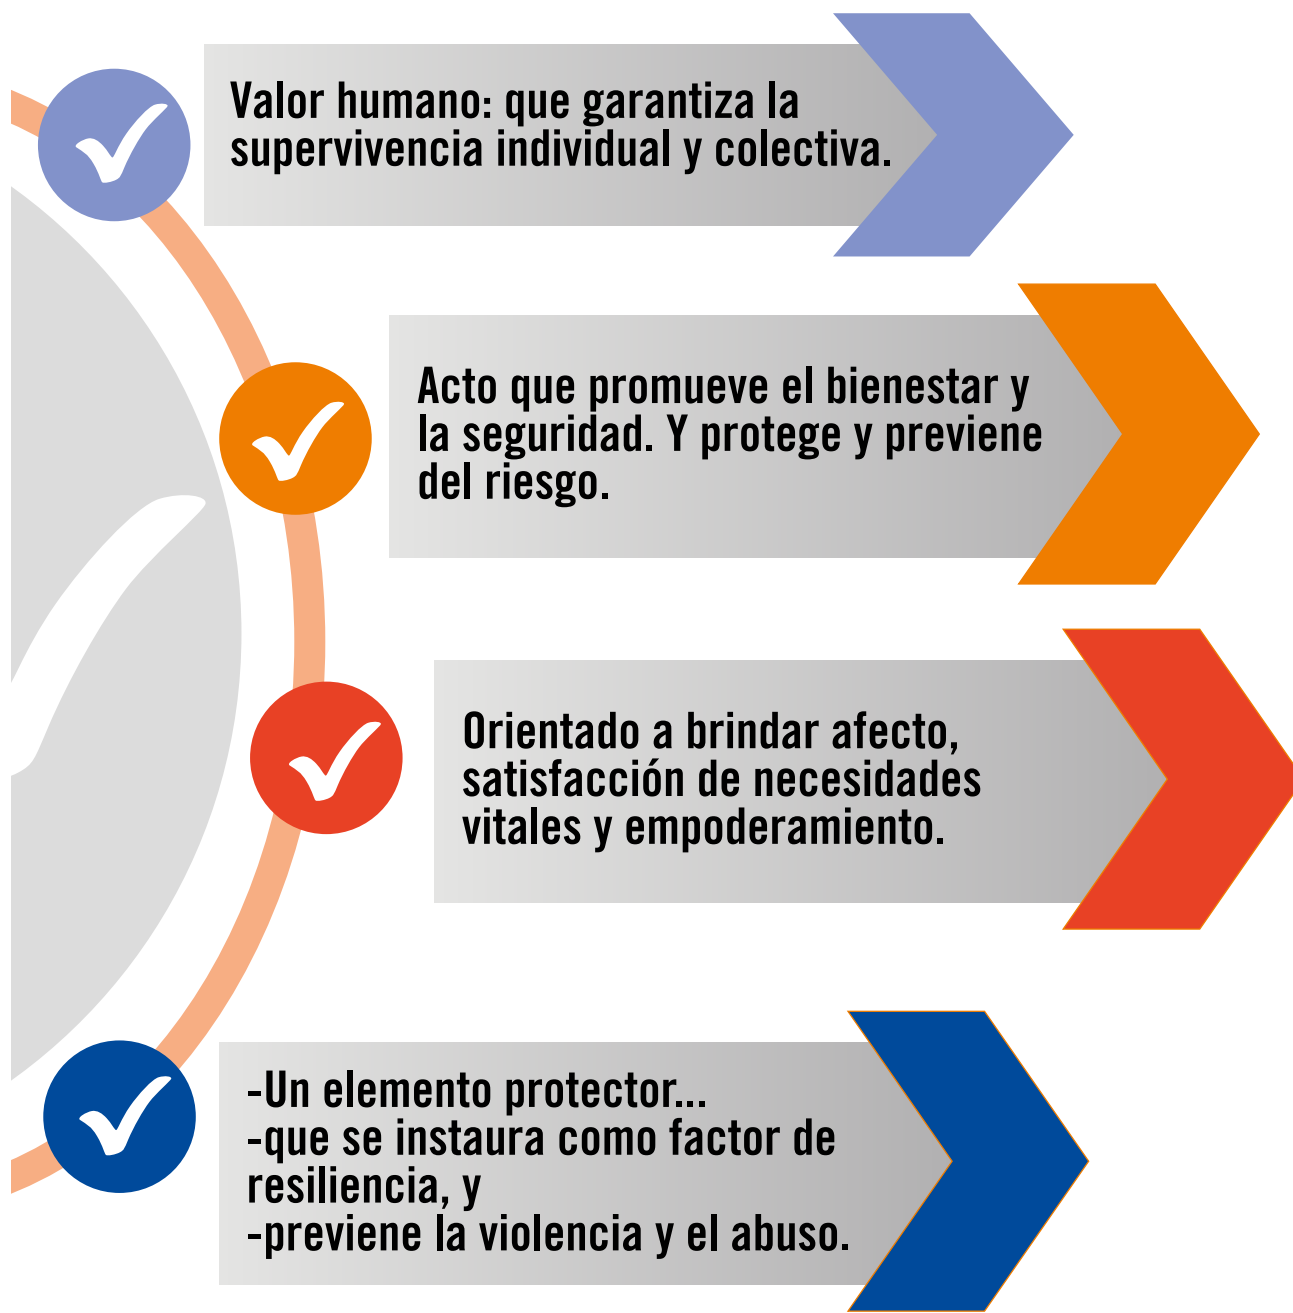 Valor humano: que garantiza la
supervivencia individual y colectiva.
Acto que promueve el bienestar y
la seguridad. Y protege y previene
del riesgo.
Orientado a brindar afecto,
satisfacción de necesidades
vitales y empoderamiento.
-Un elemento protector...
-que se instaura como factor de
resiliencia, y
-previene la violencia y el abuso.